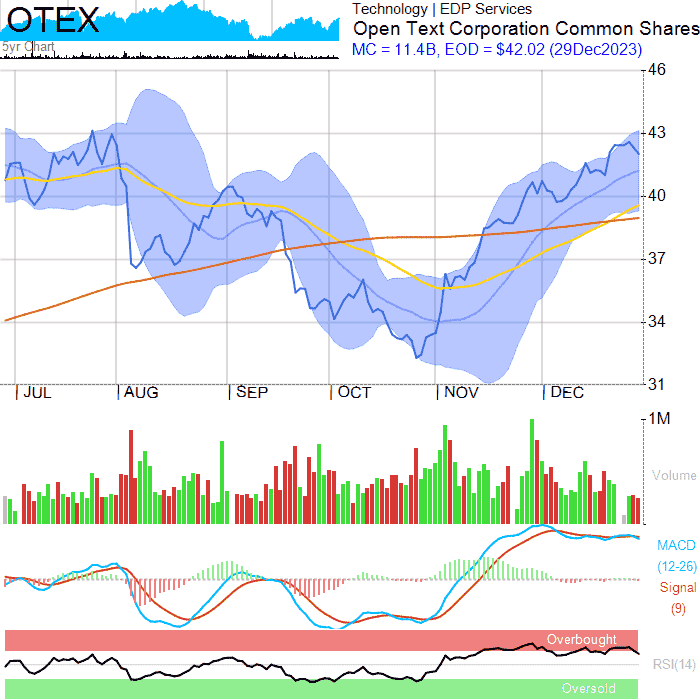 OTEX
5yr Chart
Technology | EDP Services
Open Text Corporation Common Shares
MC = 11.4B, EOD = $42.02 (29Dec2023)
46
43
40
37
34
31
JUL AUG SEP OCT NOV DEC
1M
Volume
MACD
(12-26)
Signal
(9)
Overbought
RSI(14)
Oversold